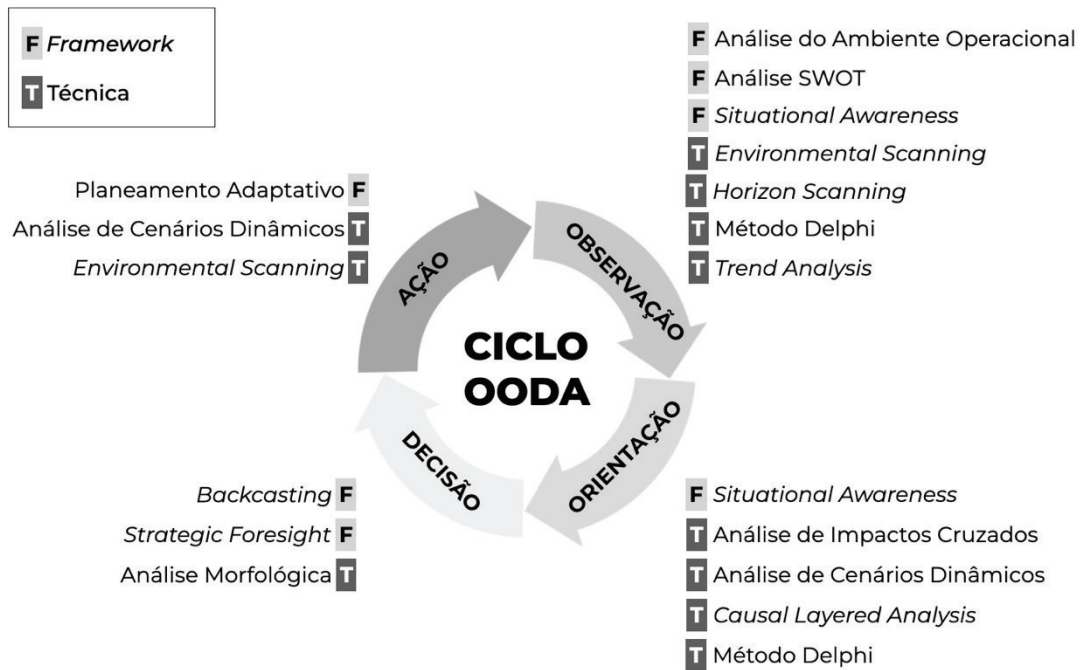 F Framework
T Técnica
F Análise do Ambiente Operacional
F Análise SWOT
F Situational Awareness
T Environmental Scanning
T Horizon Scanning
T Método Delphi
T Trend Analysis
Planeamento Adaptativo F
Análise de Cenários Dinâmicos T
Environmental Scanning T
AÇÃO
OBSERVAÇÃO
CICLO
OODA
DECISÃO
ORIENTAÇÃO
Backcasting F
Strategic Foresight F
Análise Morfológica T
F Situational Awareness
T Análise de Impactos Cruzados
T Análise de Cenários Dinâmicos
T Causal Layered Analysis
T Método Delphi